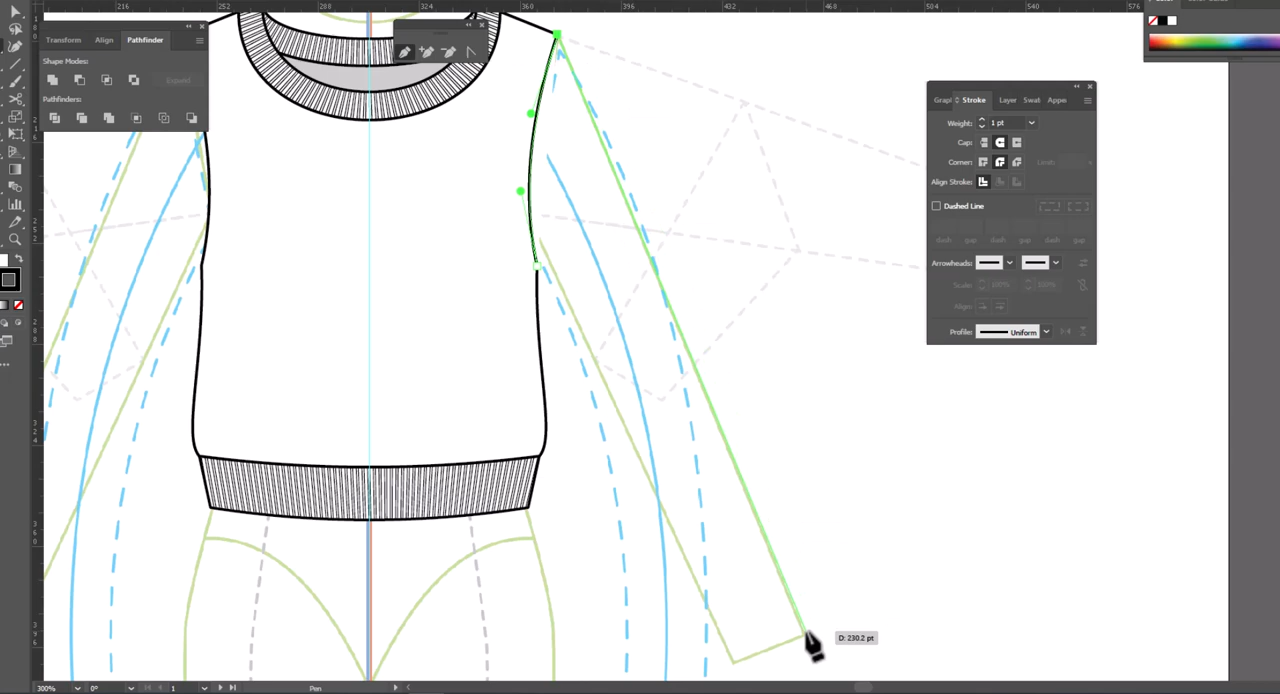 216 252 288 324 360 396 432 468 504 540 576
Transform Align Pathfinder
Shape Modes:
Expand
Pathfinders:
Grapl Stroke Layer Swat Appe
Weight: 1 pt
Cap:
Corner: Limit:
Align Stroke:
Dashed Line
dash gap dash gap dash gap
Arrowheads:
Scale: 100% 100%
Align:
Profile: Uniform
D: 230.2 pt
300% 0° 1 Pen